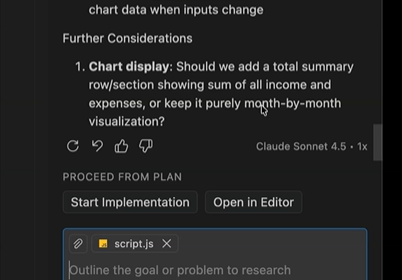 chart data when inputs change
Further Considerations
1. Chart display: Should we add a total summary
row/section showing sum of all income and
expenses, or keep it purely month-by-month
visualization?
Claude Sonnet 4.5 • 1x
PROCEED FROM PLAN
Start Implementation Open in Editor
script.js
Outline the goal or problem to research